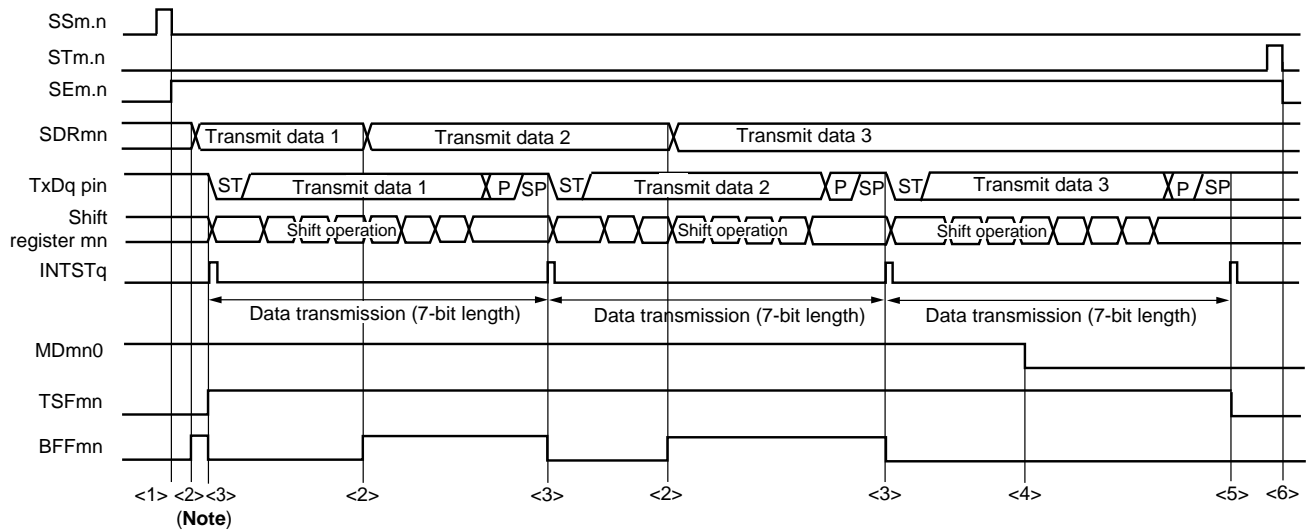 SSm.n
STm.n
SEm.n
SDRmn Transmit data 1 Transmit data 2 Transmit data 3
TxDq pin ST Transmit data 1 P SP ST Transmit data 2 P SP ST Transmit data 3 P SP
Shift
register mn Shift operation Shift operation Shift operation
INTSTq
Data transmission (7-bit length) Data transmission (7-bit length) Data transmission (7-bit length)
MDmn0
TSFmn
BFFmn
<1> <2> <3> <2> <3> <2> <3> <4> <5> <6>
(Note)